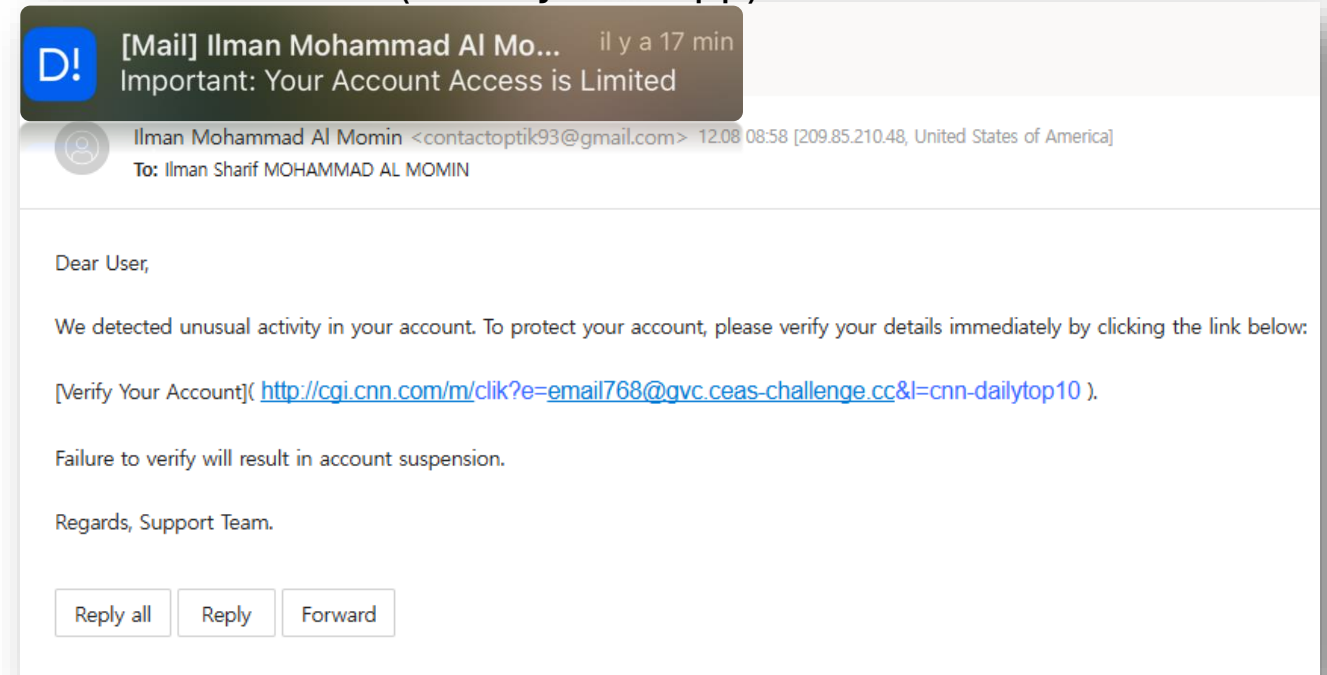 D!
[Mail] Ilman Mohammad Al Mo... il y a 17 min
Important: Your Account Access is Limited
Ilman Mohammad Al Momin <contactoptik93@gmail.com> 12.08 08:58 [209.85.210.48, United States of America]
To: Ilman Sharif MOHAMMAD AL MOMIN
Dear User,
We detected unusual activity in your account. To protect your account, please verify your details immediately by clicking the link below:
[Verify Your Account]( http://cgi.cnn.com/m/clik?e=email768@gvc.ceas-challenge.cc&l=cnn-dailytop10 ).
Failure to verify will result in account suspension.
Regards, Support Team.
Reply all Reply Forward